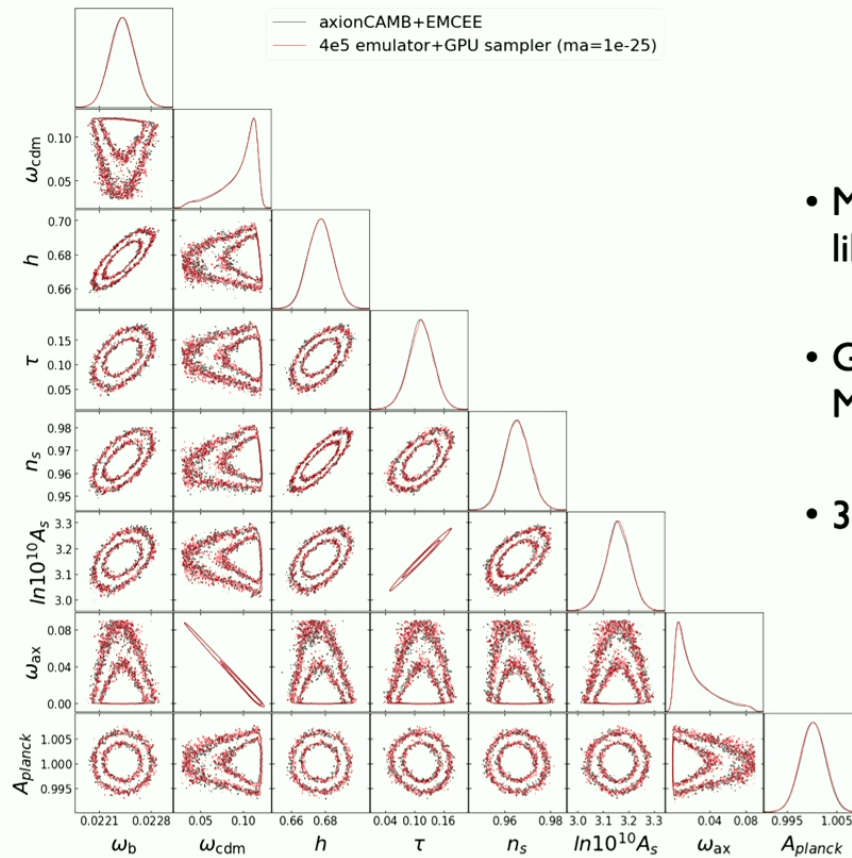 axionCAMB+EMCEE
4e5 emulator+GPU sampler (ma=1e-25)
0.10
0.05
ω_cdm
0.70
0.68
0.66
h
0.15
0.10
0.05
τ
0.98
0.97
0.96
0.95
n_s
3.3
3.2
3.1
3.0
ln10^10 A_s
0.08
0.04
0.00
ω_ax
1.005
1.000
0.995
A_planck
0.0221 0.0228 0.05 0.10 0.66 0.68 0.04 0.10 0.16 0.96 0.98 3.0 3.1 3.2 3.3 0.04 0.08 0.995 1.005
ω_b ω_cdm h τ n_s ln10^10 A_s ω_ax A_planck
• M
• G
M
• 3